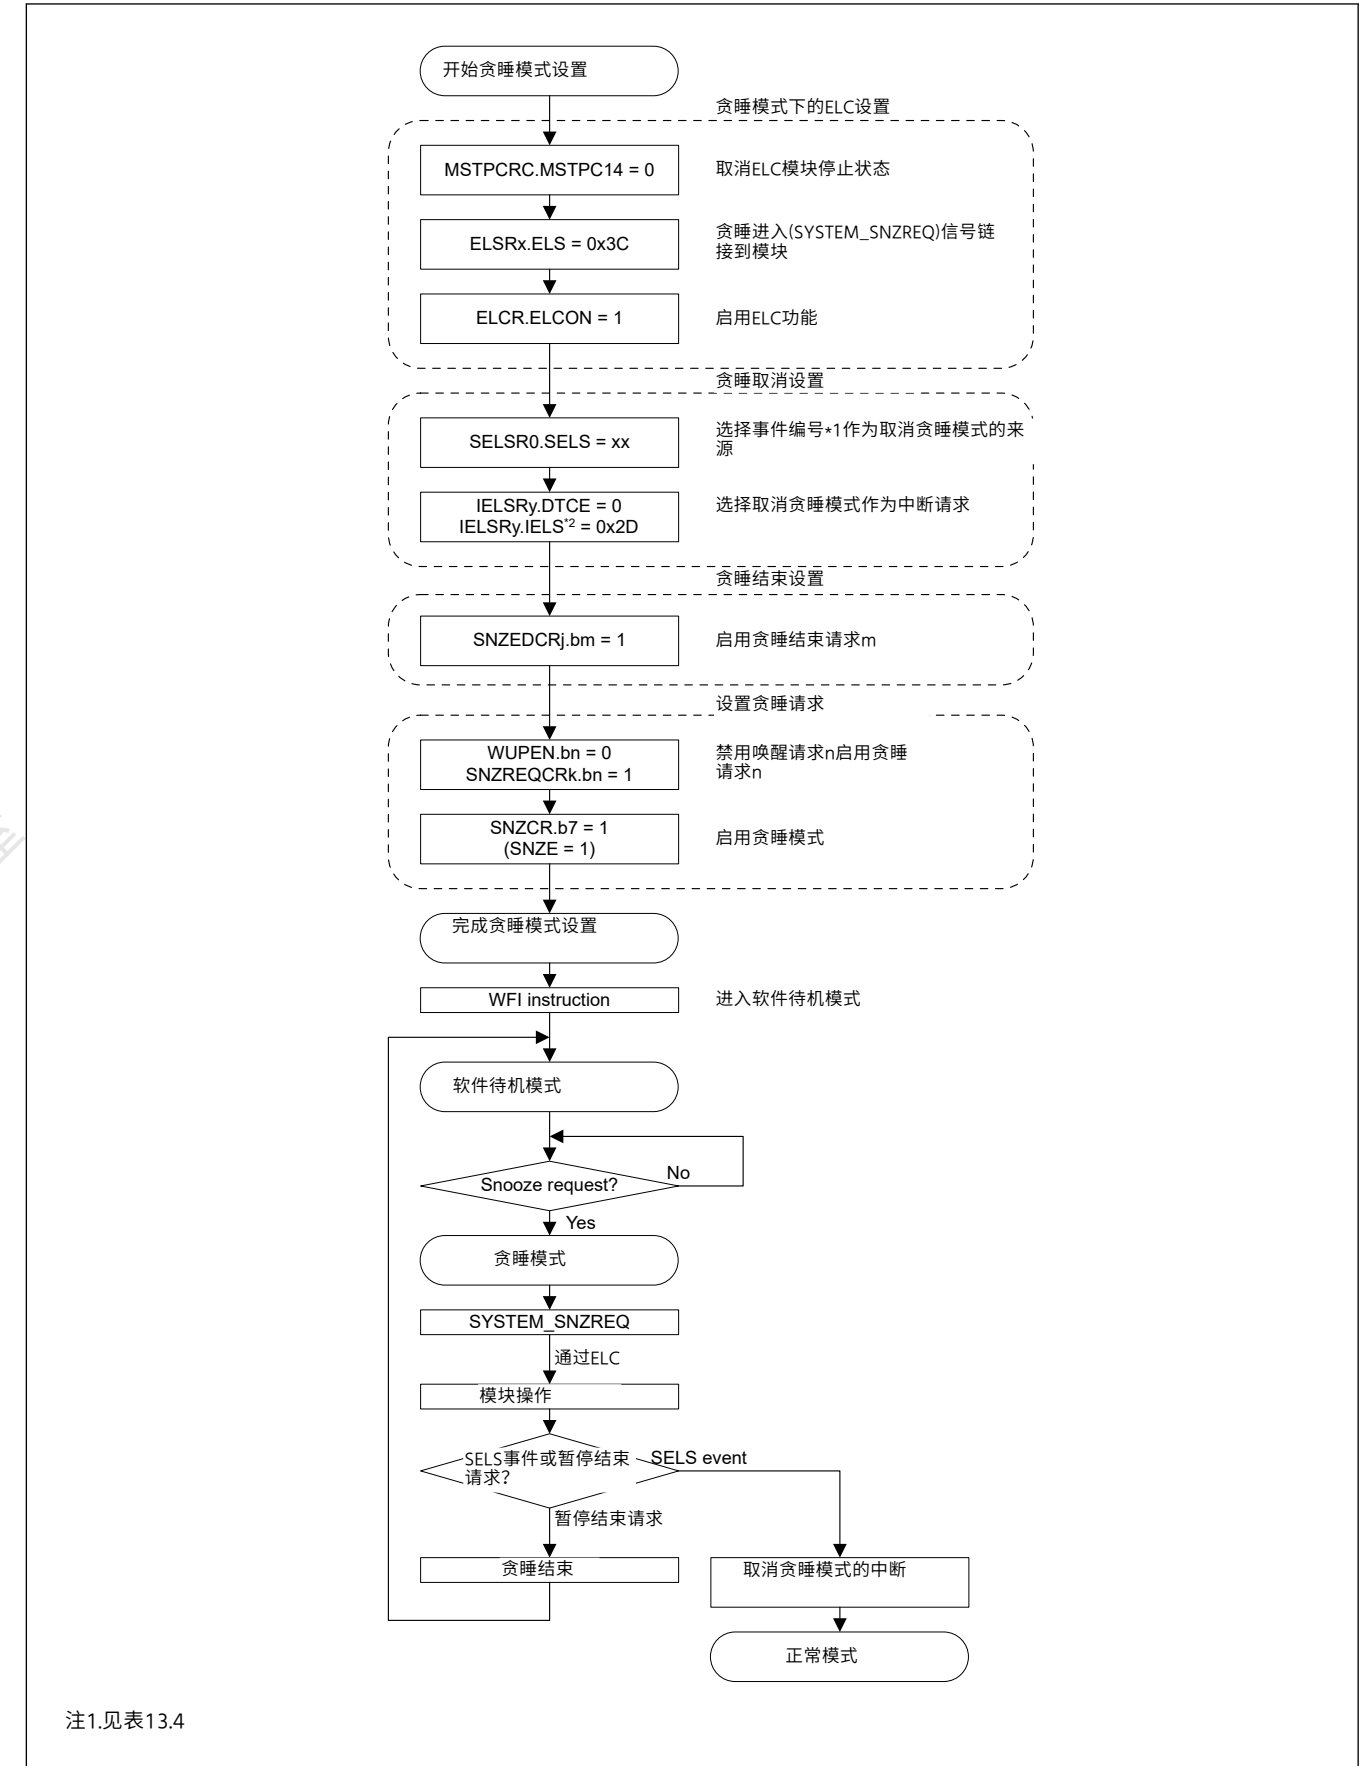 开始贪睡模式设置
贪睡模式下的ELC设置
MSTPCRC.MSTPC14 = 0
取消ELC模块停止状态
ELSRx.ELS = 0x3C
贪睡进入(SYSTEM_SNZREQ)信号链
接到模块
ELCR.ELCON = 1
启用ELC功能
贪睡取消设置
SELSR0.SELS = xx
选择事件编号*1作为取消贪睡模式的来
源
IELSRy.DTCE = 0
IELSRy.IELS*2 = 0x2D
选择取消贪睡模式作为中断请求
贪睡结束设置
SNZEDCRj.bm = 1
启用贪睡结束请求m
设置贪睡请求
WUPEN.bn = 0
SNZREQCRk.bn = 1
禁用唤醒请求n启用贪睡
请求n
SNZCR.b7 = 1
(SNZE = 1)
启用贪睡模式
完成贪睡模式设置
WFI instruction
进入软件待机模式
软件待机模式
Snooze request?
No
Yes
贪睡模式
SYSTEM_SNZREQ
通过ELC
模块操作
SELS事件或暂停结束
请求?
SELS event
暂停结束请求
贪睡结束
取消贪睡模式的中断
正常模式
注1.见表13.4